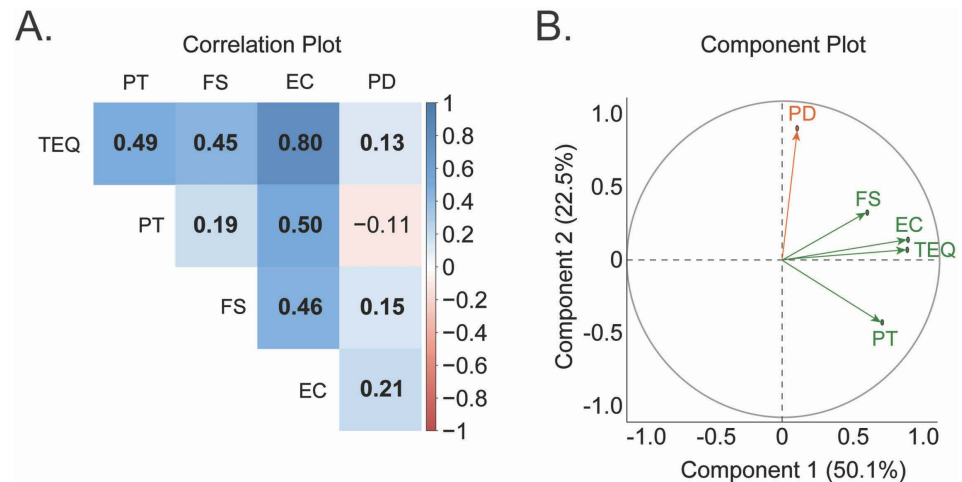 A.
Correlation Plot
PT FS EC PD
TEQ 0.49 0.45 0.80 0.13
PT 0.19 0.50 −0.11
FS 0.46 0.15
EC 0.21
1
0.8
0.6
0.4
0.2
0
−0.2
−0.4
−0.6
−0.8
−1
B.
Component Plot
Component 2 (22.5%)
1.0
0.5
0
-0.5
-1.0
PD
FS
EC
TEQ
PT
-1.0 -0.5 0 0.5 1.0
Component 1 (50.1%)